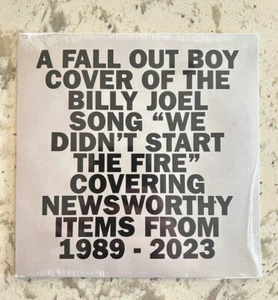 A FALL OUT BOY
COVER OF THE
BILLY JOEL
SONG “WE
DIDN’T START
THE FIRE”
COVERING
NEWSWORTHY
ITEMS FROM
1989 - 2023